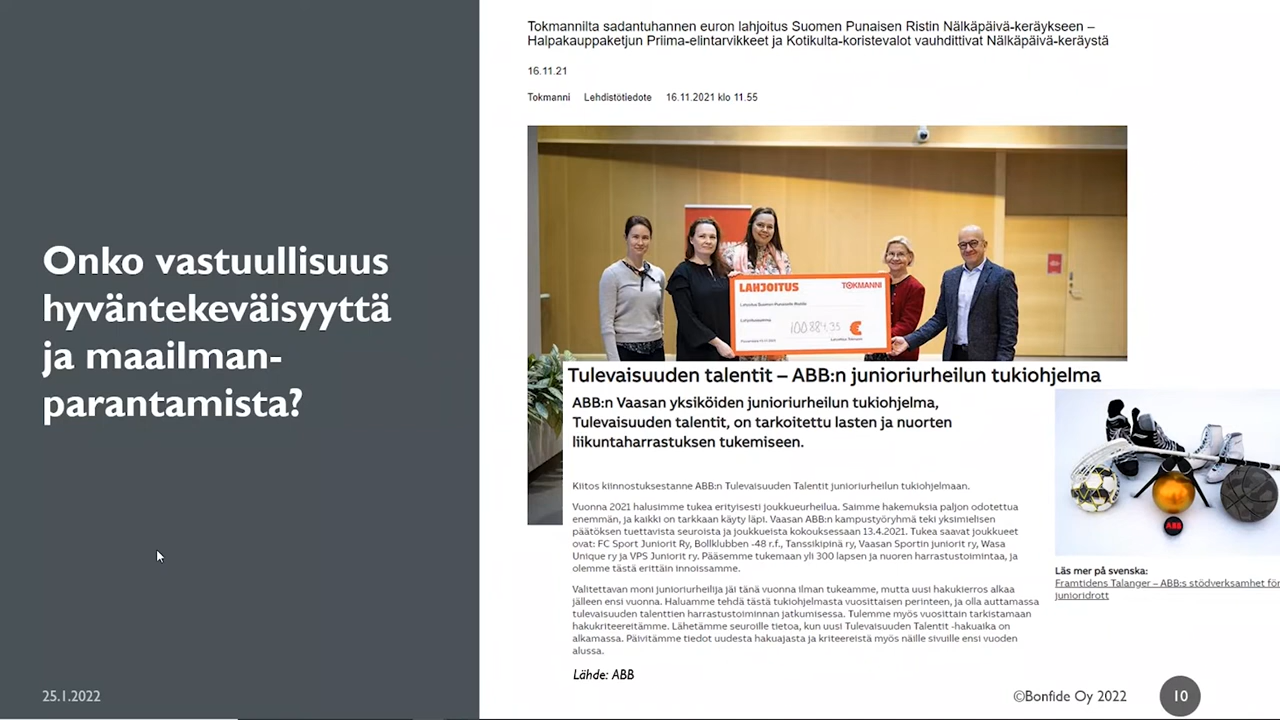 Onko vastuullisuus
hyväntekeväisyyttä
ja maailman-
parantamista?
25.1.2022
Tokmannilta sadantuhannen euron lahjoitus Suomen Punaisen Ristin Nälkäpäivä-keräykseen –
Halpakauppaketjun Priima-elintarvikkeet ja Kotikulta-koristevalot vauhdittivat Nälkäpäivä-keräystä
16.11.21
Tokmanni Lehdistötiedote 16.11.2021 klo 11.55
LAHJOITUS TOKMANNI
Lahjoitus Suomen Punaiselle Ristille
Lahjoitussumma
100.884,35 €
Tulevaisuuden talentit – ABB:n junioriurheilun tukiohjelma
ABB:n Vaasan yksiköiden junioriurheilun tukiohjelma,
Tulevaisuuden talentit, on tarkoitettu lasten ja nuorten
liikuntaharrastuksen tukemiseen.
Kiitos kiinnostuksestanne ABB:n Tulevaisuuden Talentit junioriurheilun tukiohjelmaan.
Vuonna 2021 halusimme tukea erityisesti joukkueurheilua. Saimme hakemuksia paljon odotettua
enemmän, ja kaikki on tarkkaan käyty läpi. Vaasan ABB:n kampustyöryhmä teki yksimielisen
päätöksen tuettavista seuroista ja joukkueista kokouksessaan 13.4.2021. Tukea saavat joukkueet
ovat: FC Sport Juniorit Ry, Bollklubben -48 r.f., Tanssikipinä ry, Vaasan Sportin juniorit ry, Wasa
Unique ry ja VPS Juniorit ry. Pääsemme tukemaan yli 300 lapsen ja nuoren harrastustoimintaa, ja
olemme tästä erittäin innoissamme.
Valitettavan moni junioriurheilija jäi tänä vuonna ilman tukeamme, mutta uusi hakukierros alkaa
jälleen ensi vuonna. Haluamme tehdä tästä tukiohjelmasta vuosittaisen perinteen, ja olla auttamassa
tulevaisuuden talenttien harrastustoiminnan jatkumisessa. Tulemme myös vuosittain tarkistamaan
hakukriteereitämme. Lähetämme seuroille tietoa, kun uusi Tulevaisuuden Talentit -hakuaika on
alkamassa. Päivitämme tiedot uudesta hakuajasta ja kriteereistä myös näille sivuille ensi vuoden
alussa.
Lähde: ABB
ABB
Läs mer på svenska:
Framtidens Talanger – ABB:s stödverksamhet för
juniοridrott
©Bonfide Oy 2022
10